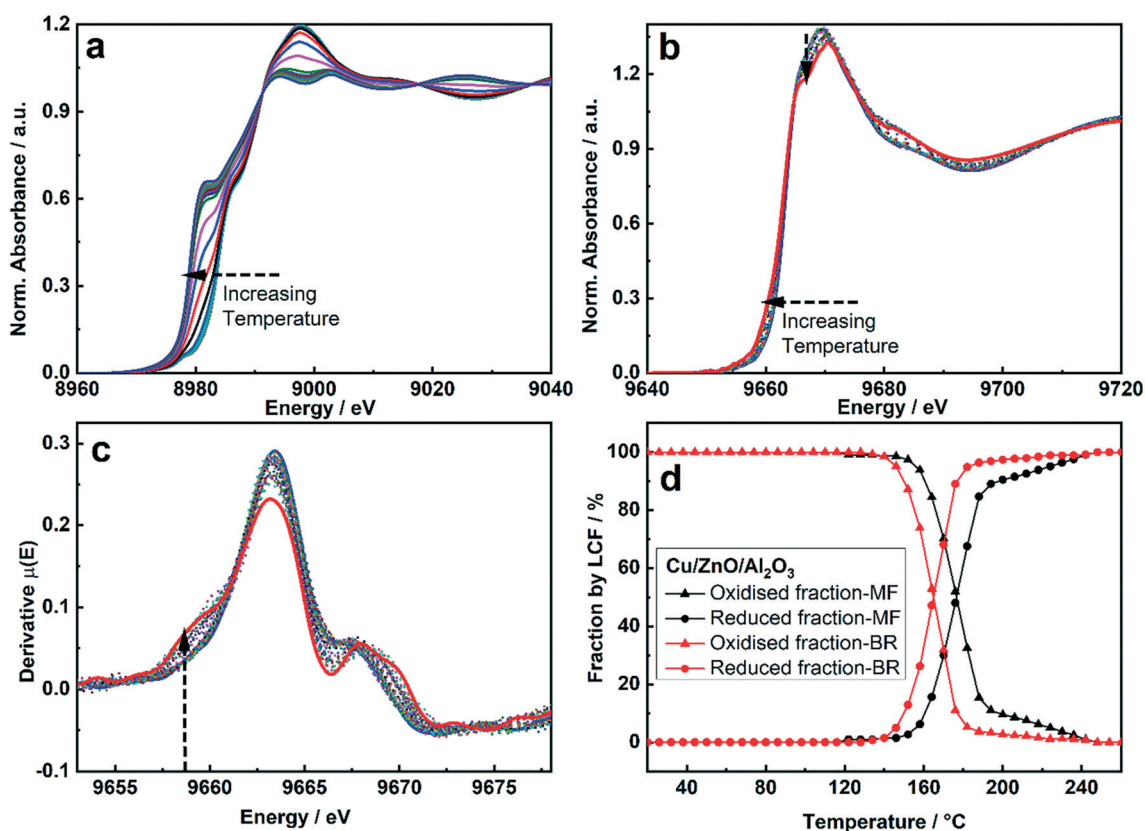 a
Norm. Absorbance / a.u.
1.2
0.9
0.6
0.3
0.0
Increasing
Temperature
8960 8980 9000 9020 9040
Energy / eV
b
Norm. Absorbance / a.u.
1.2
0.9
0.6
0.3
0.0
Increasing
Temperature
9640 9660 9680 9700 9720
Energy / eV
c
Derivative μ(E)
0.3
0.2
0.1
0.0
-0.1
9655 9660 9665 9670 9675
Energy / eV
d
Fraction by LCF / %
100
80
60
40
20
0
Cu/ZnO/Al₂O₃
Oxidised fraction-MF
Reduced fraction-MF
Oxidised fraction-BR
Reduced fraction-BR
40 80 120 160 200 240
Temperature / °C